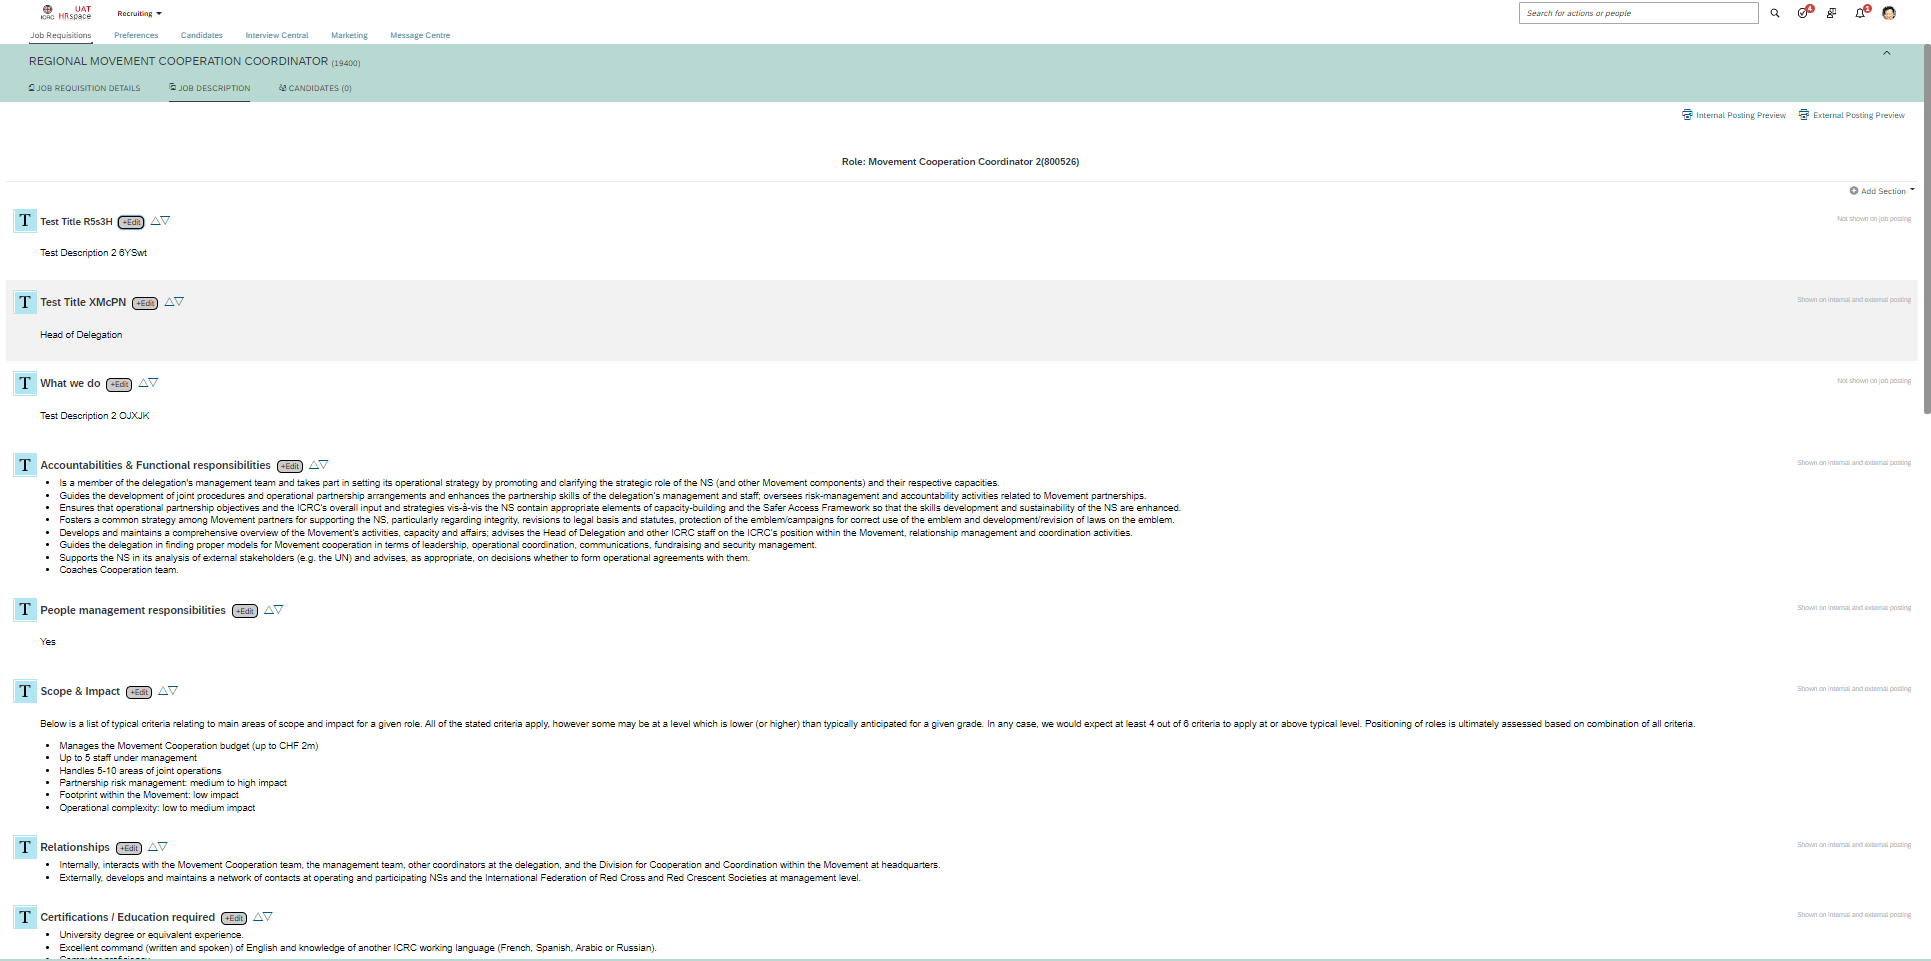 ICRC UAT HRspace Recruiting
Search for actions or people
4
1
Job Requisitions Preferences Candidates Interview Central Marketing Message Centre
REGIONAL MOVEMENT COOPERATION COORDINATOR (19400)
JOB REQUISITION DETAILS JOB DESCRIPTION CANDIDATES (0)
Internal Posting Preview External Posting Preview
Role: Movement Cooperation Coordinator 2(800526)
Add Section
T Test Title R5s3H +Edit
Not shown on job posting
Test Description 2 6YSwt
T Test Title XMcPN +Edit
Shown on internal and external posting
Head of Delegation
T What we do +Edit
Not shown on job posting
Test Description 2 OJXJK
T Accountabilities & Functional responsibilities +Edit
Shown on internal and external posting
• Is a member of the delegation's management team and takes part in setting its operational strategy by promoting and clarifying the strategic role of the NS (and other Movement components) and their respective capacities.
• Guides the development of joint procedures and operational partnership arrangements and enhances the partnership skills of the delegation's management and staff; oversees risk-management and accountability activities related to Movement partnerships.
• Ensures that operational partnership objectives and the ICRC's overall input and strategies vis-à-vis the NS contain appropriate elements of capacity-building and the Safer Access Framework so that the skills development and sustainability of the NS are enhanced.
• Fosters a common strategy among Movement partners for supporting the NS, particularly regarding integrity, revisions to legal basis and statutes, protection of the emblem/campaigns for correct use of the emblem and development/revision of laws on the emblem.
• Develops and maintains a comprehensive overview of the Movement's activities, capacity and affairs; advises the Head of Delegation and other ICRC staff on the ICRC's position within the Movement, relationship management and coordination activities.
• Guides the delegation in finding proper models for Movement cooperation in terms of leadership, operational coordination, communications, fundraising and security management.
• Supports the NS in its analysis of external stakeholders (e.g. the UN) and advises, as appropriate, on decisions whether to form operational agreements with them.
• Coaches Cooperation team.
T People management responsibilities +Edit
Shown on internal and external posting
Yes
T Scope & Impact +Edit
Shown on internal and external posting
Below is a list of typical criteria relating to main areas of scope and impact for a given role. All of the stated criteria apply, however some may be at a level which is lower (or higher) than typically anticipated for a given grade. In any case, we would expect at least 4 out of 6 criteria to apply at or above typical level. Positioning of roles is ultimately assessed based on combination of all criteria.
• Manages the Movement Cooperation budget (up to CHF 2m)
• Up to 5 staff under management
• Handles 5-10 areas of joint operations
• Partnership risk management: medium to high impact
• Footprint within the Movement: low impact
• Operational complexity: low to medium impact
T Relationships +Edit
Shown on internal and external posting
• Internally, interacts with the Movement Cooperation team, the management team, other coordinators at the delegation, and the Division for Cooperation and Coordination within the Movement at headquarters.
• Externally, develops and maintains a network of contacts at operating and participating NSs and the International Federation of Red Cross and Red Crescent Societies at management level.
T Certifications / Education required +Edit
Shown on internal and external posting
• University degree or equivalent experience.
• Excellent command (written and spoken) of English and knowledge of another ICRC working language (French, Spanish, Arabic or Russian).